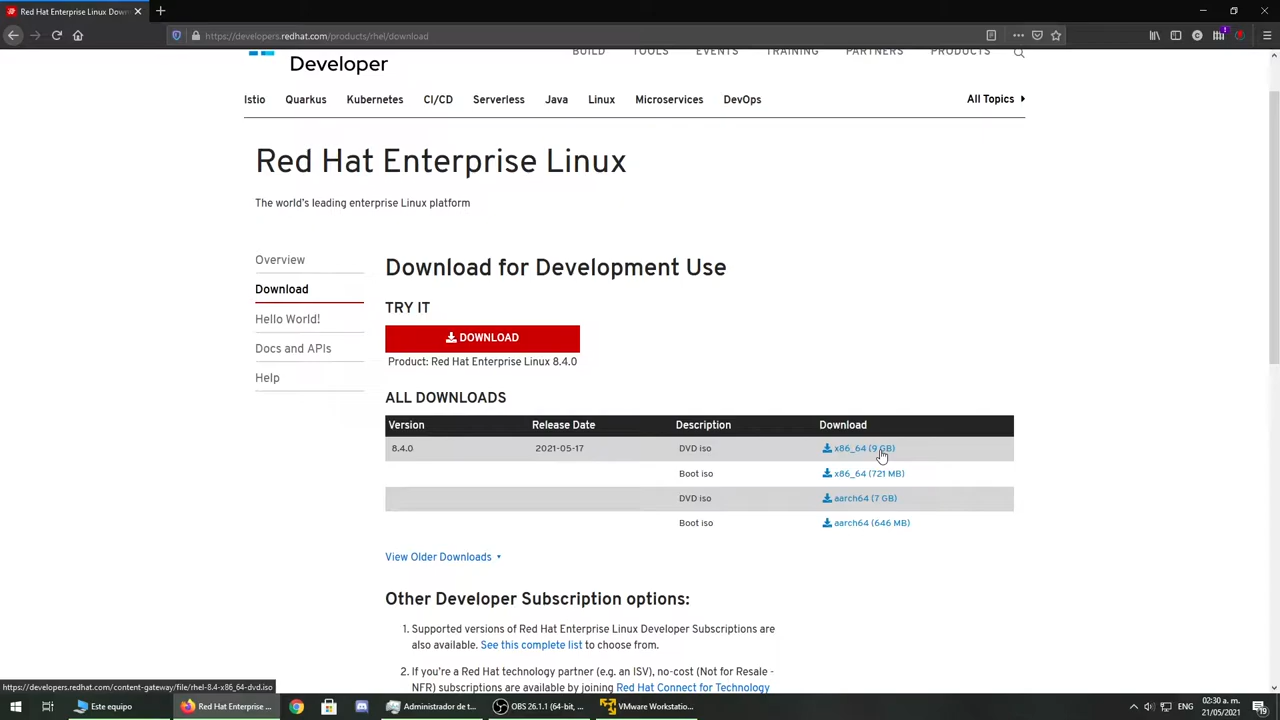 Red Hat Enterprise Linux Dow
https://developers.redhat.com/products/rhel/download
BUILD TOOLS EVENTS TRAINING PARTNERS PRODUCTS
Developer
Istio Quarkus Kubernetes CI/CD Serverless Java Linux Microservices DevOps All Topics
Red Hat Enterprise Linux
The world's leading enterprise Linux platform
Overview
Download
Hello World!
Docs and APIs
Help
Download for Development Use
TRY IT
DOWNLOAD
Product: Red Hat Enterprise Linux 8.4.0
ALL DOWNLOADS
Version Release Date Description Download
8.4.0 2021-05-17 DVD iso x86_64 (9 GB)
Boot iso x86_64 (721 MB)
DVD iso aarch64 (7 GB)
Boot iso aarch64 (646 MB)
View Older Downloads
Other Developer Subscription options:
1. Supported versions of Red Hat Enterprise Linux Developer Subscriptions are
also available. See this complete list to choose from.
2. If you're a Red Hat technology partner (e.g. an ISV), no-cost (Not for Resale -
NFR) subscriptions are available by joining Red Hat Connect for Technology
https://developers.redhat.com/content-gateway/file/rhel-8.4-x86_64-dvd.iso
Este equipo Red Hat Enterprise ... Administrador de t... OBS 26.1.1 (64-bit, ... VMware Workstatio... ENG 02:30 a. m.
21/05/2021